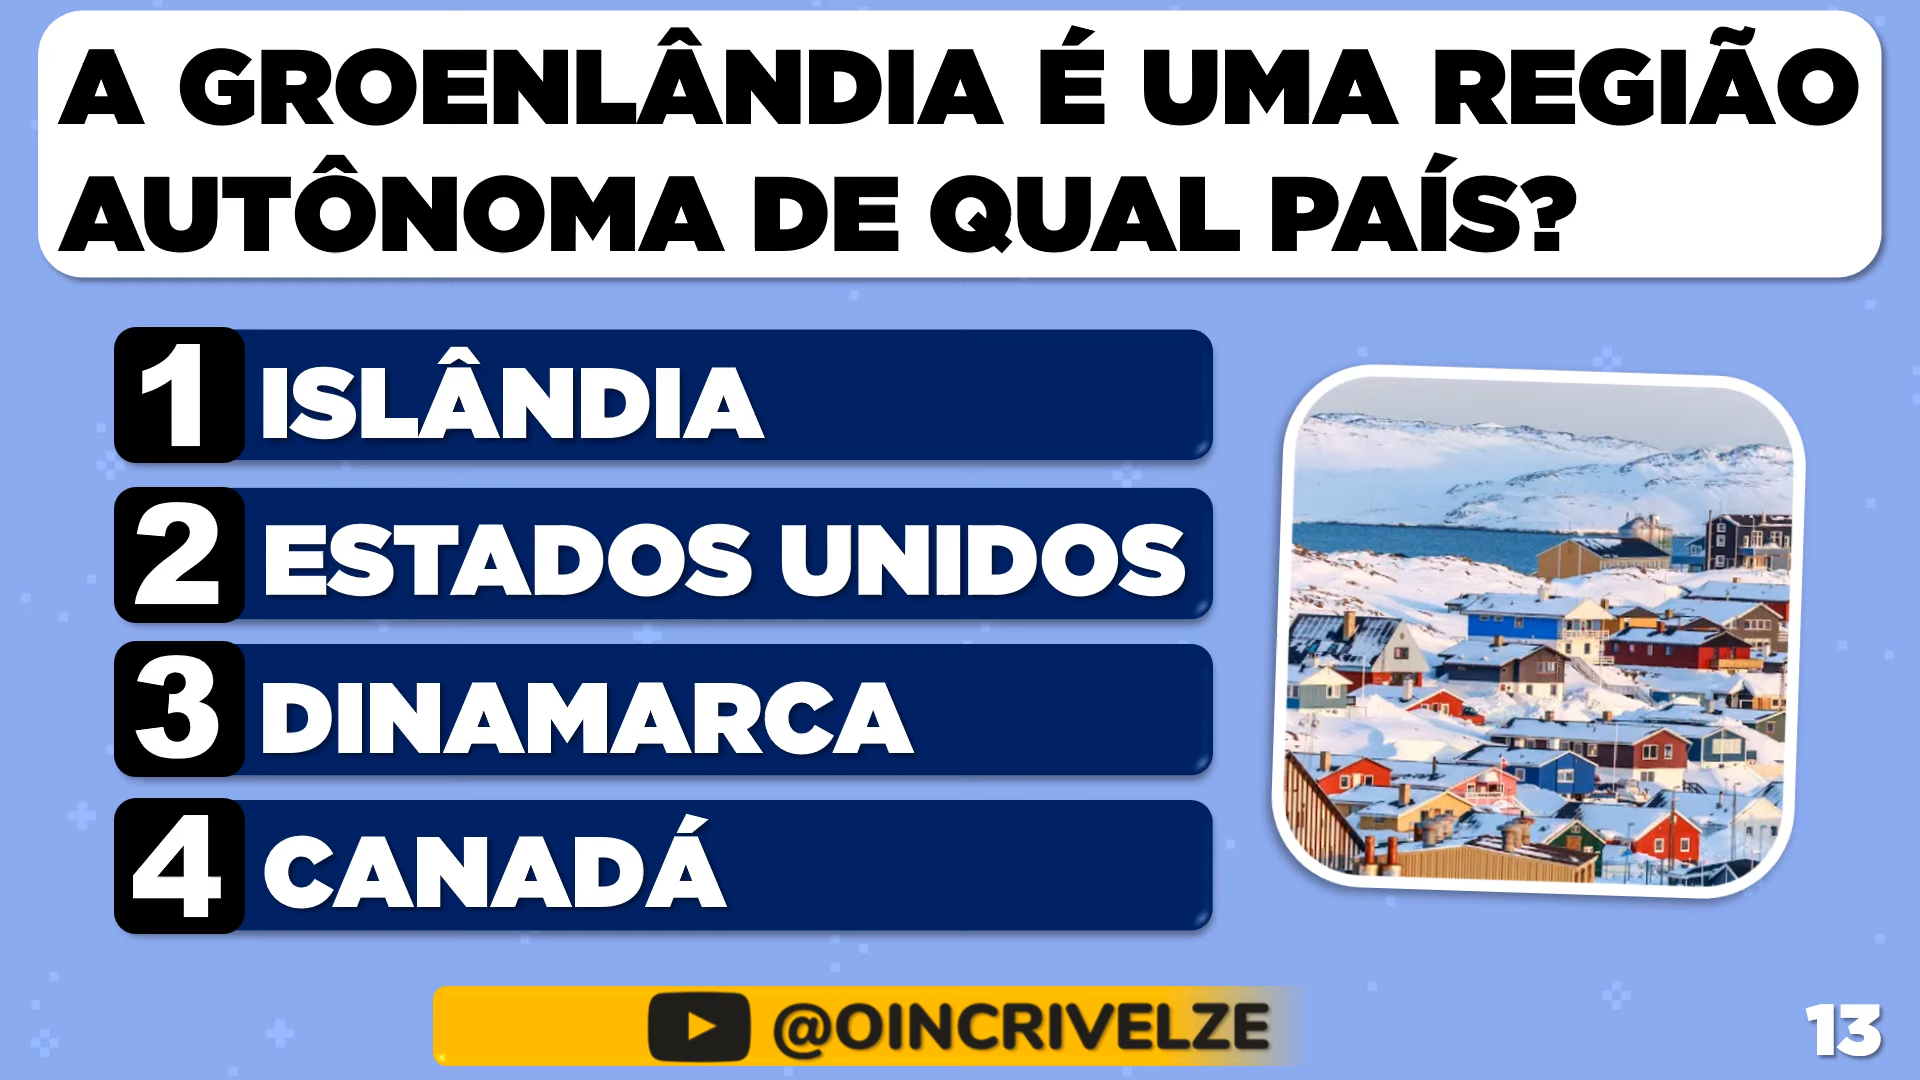 A GROENLÂNDIA É UMA REGIÃO
AUTÔNOMA DE QUAL PAÍS?
1 ISLÂNDIA
2 ESTADOS UNIDOS
3 DINAMARCA
4 CANADÁ
@OINCRIVELZE
13